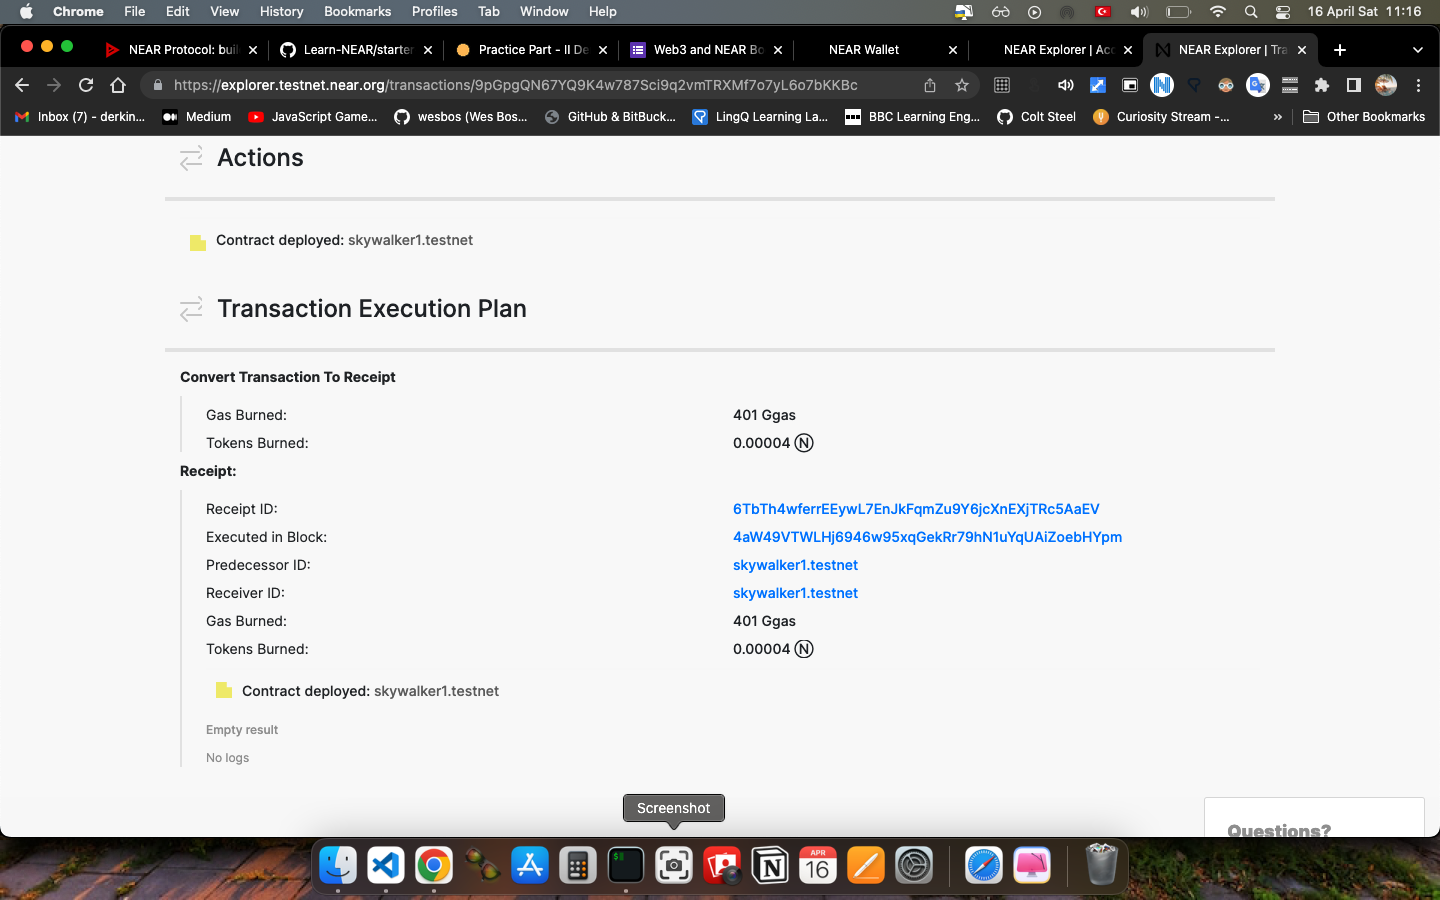 Chrome File Edit View History Bookmarks Profiles Tab Window Help 16 April Sat 11:16
NEAR Protocol: buil Learn-NEAR/starter Practice Part - II De Web3 and NEAR Bo NEAR Wallet NEAR Explorer | Acc NEAR Explorer | Tra
https://explorer.testnet.near.org/transactions/9pGpgQN67YQ9K4w787Sci9q2vmTRXMf7o7yL6o7bKKBc
Inbox (7) - derkin... Medium JavaScript Game... wesbos (Wes Bos... GitHub & BitBuck... LingQ Learning La... BBC Learning Eng... Colt Steel Curiosity Stream -... » Other Bookmarks
Actions
Contract deployed: skywalker1.testnet
Transaction Execution Plan
Convert Transaction To Receipt
Gas Burned: 401 Ggas
Tokens Burned: 0.00004 Ⓝ
Receipt:
Receipt ID: 6TbTh4wferrEEywL7EnJkFqmZu9Y6jcXnEXjTRc5AaEV
Executed in Block: 4aW49VTWLHj6946w95xqGekRr79hN1uYqUAiZoebHYpm
Predecessor ID: skywalker1.testnet
Receiver ID: skywalker1.testnet
Gas Burned: 401 Ggas
Tokens Burned: 0.00004 Ⓝ
Contract deployed: skywalker1.testnet
Empty result
No logs
Screenshot
Questions?
APR
16